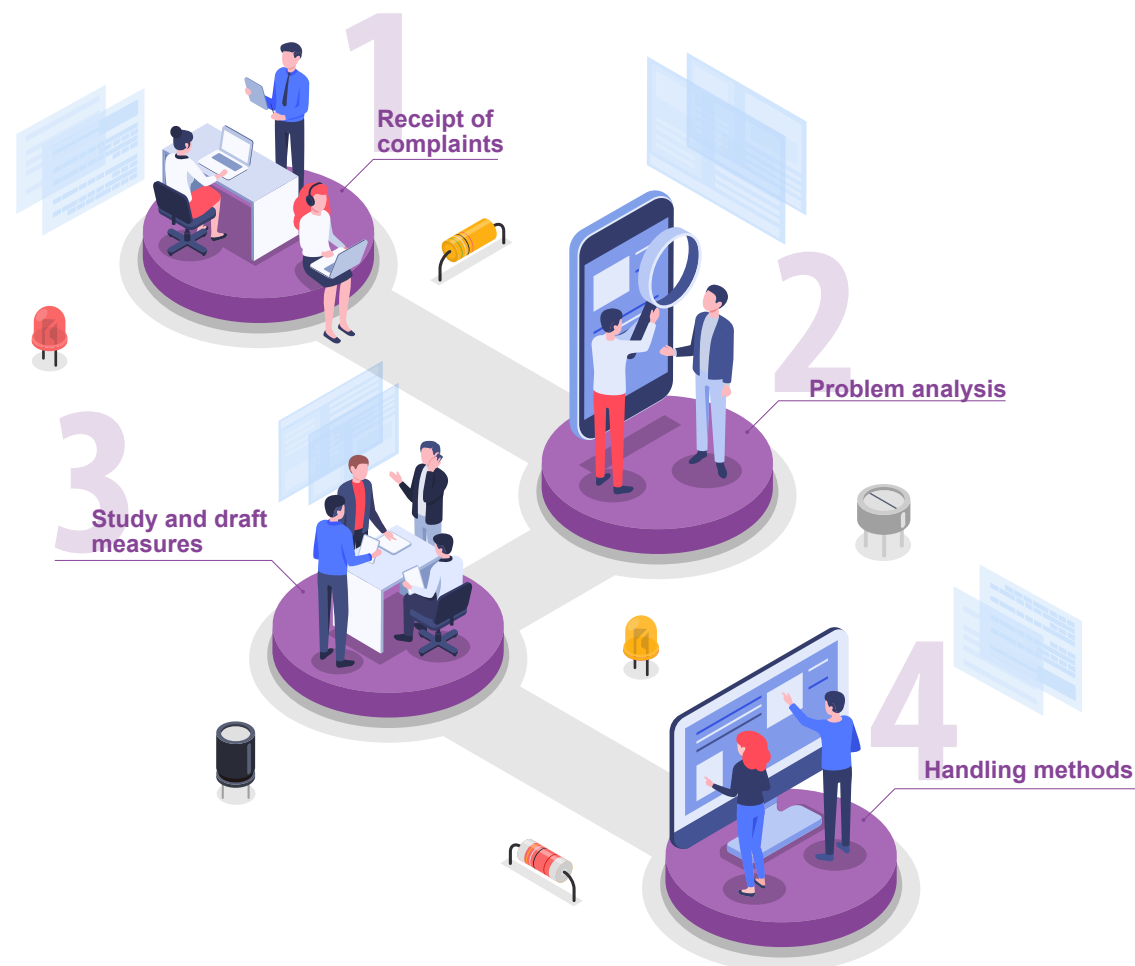 1
Receipt of
complaints
2
Problem analysis
3
Study and draft
measures
4
Handling methods